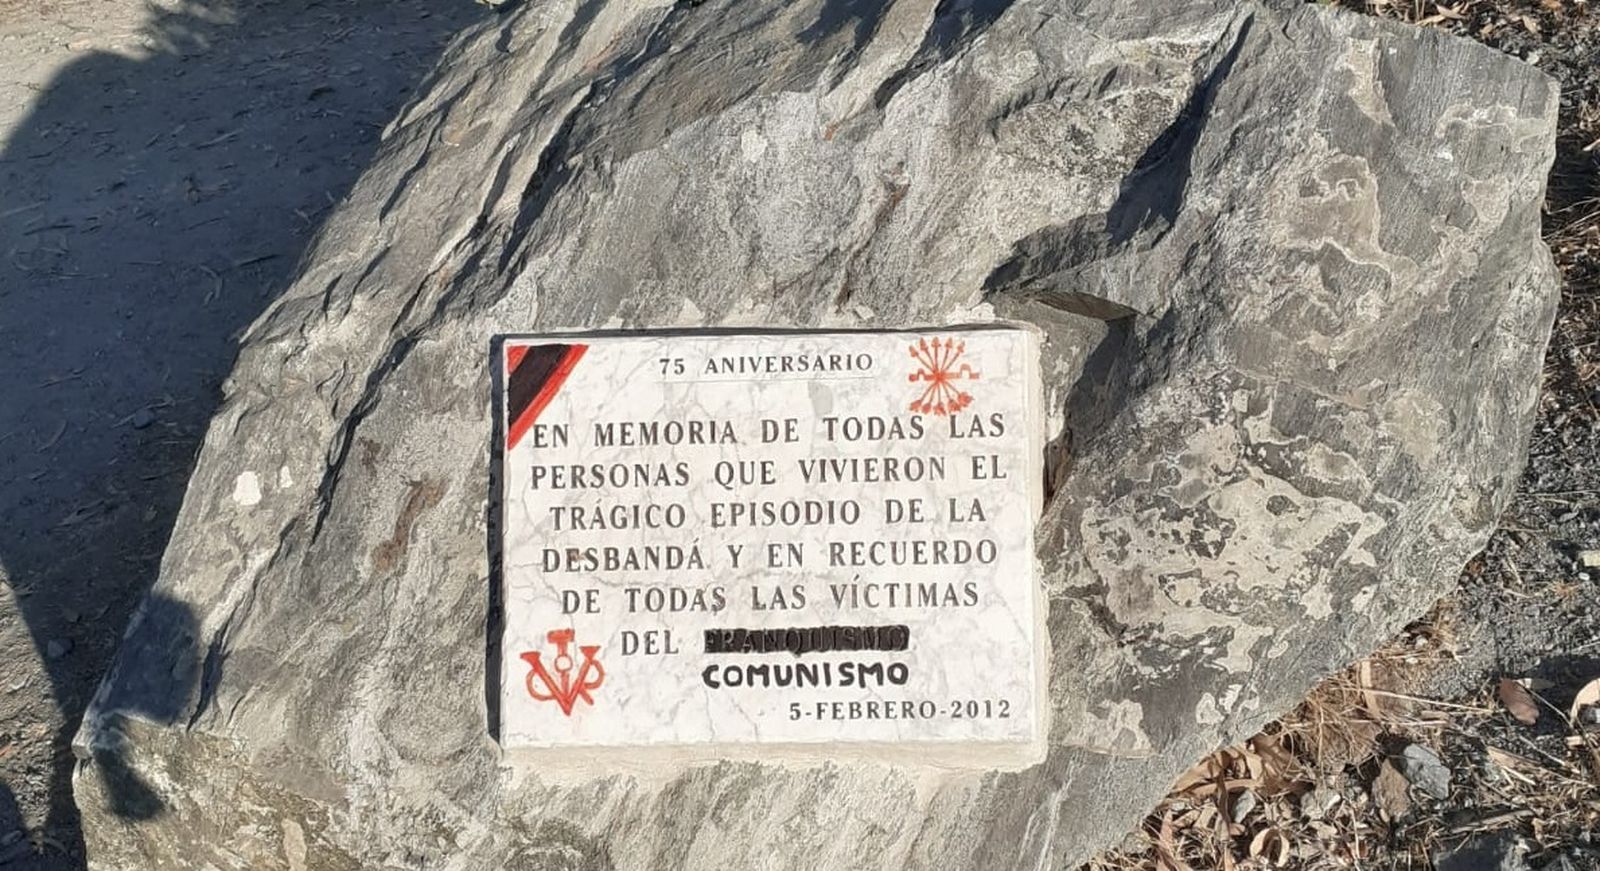 75 ANIVERSARIO
EN MEMORIA DE TODAS LAS
PERSONAS QUE VIVIERON EL
TRÁGICO EPISODIO DE LA
DESBANDÁ Y EN RECUERDO
DE TODAS LAS VÍCTIMAS
DEL FRANQUISMO
COMUNISMO
5-FEBRERO-2012